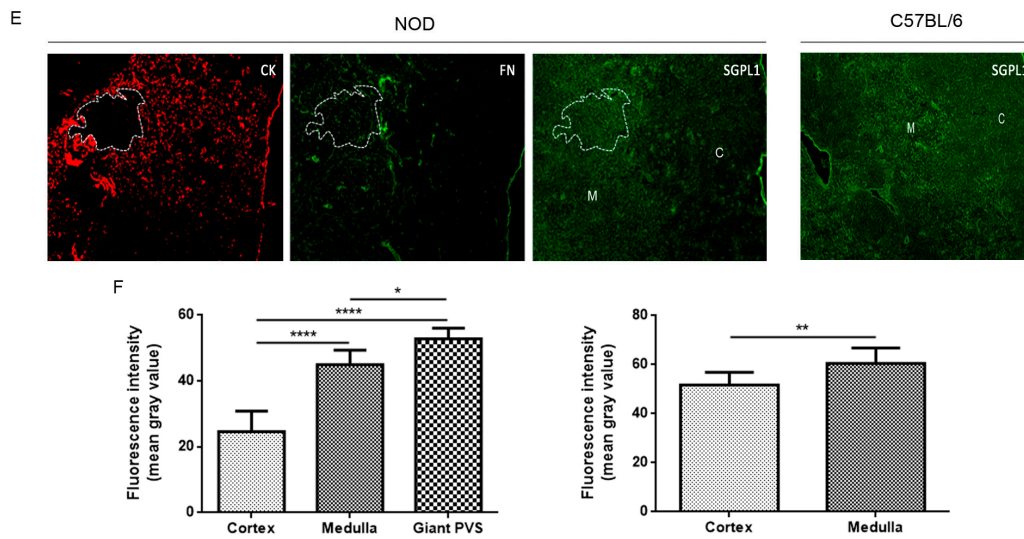 E
NOD
C57BL/6
CK
FN
SGPL1
C
M
SGPL1
M
C
F
Fluorescence intensity
(mean gray value)
60
40
20
0
*
****
****
Cortex
Medulla
Giant PVS
Fluorescence intensity
(mean gray value)
80
60
40
20
0
**
Cortex
Medulla